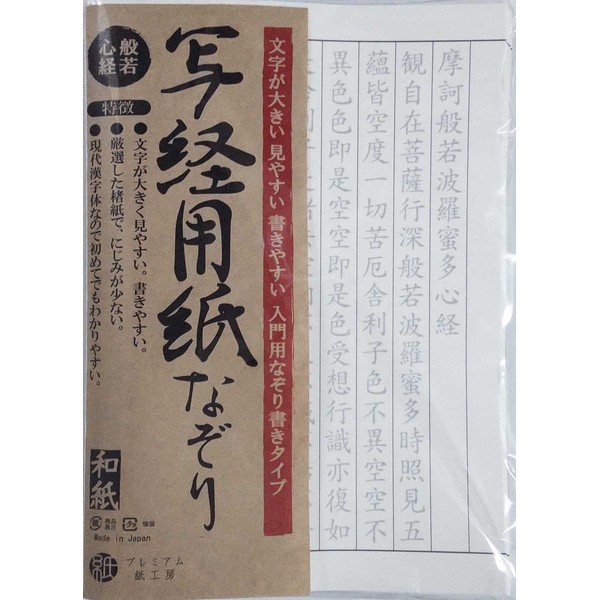 摩訶般若波羅蜜多心経
観自在菩薩行深般若波羅蜜多時照見五
蘊皆空度一切苦厄舎利子色不異空空不
異色色即是空空即是色受想行識亦復如
文字が大きい 見やすい 書きやすい 入門用なぞり書きタイプ
写経用紙なぞり
般若
心経
特徴
●文字が大きく見やすい。書きやすい。
●厳選した楮紙で、にじみが少ない。
●現代漢字体なので初めてでもわかりやすい。
和紙
個装
Made in Japan
紙
プレミアム
紙工房